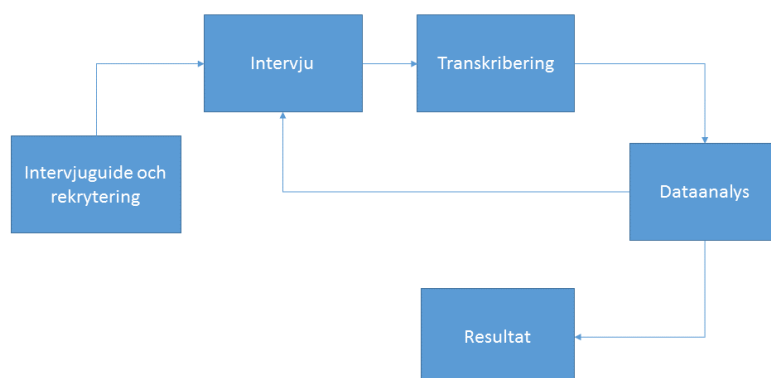 Intervju
Transkribering
Intervjuguide och
rekrytering
Dataanalys
Resultat